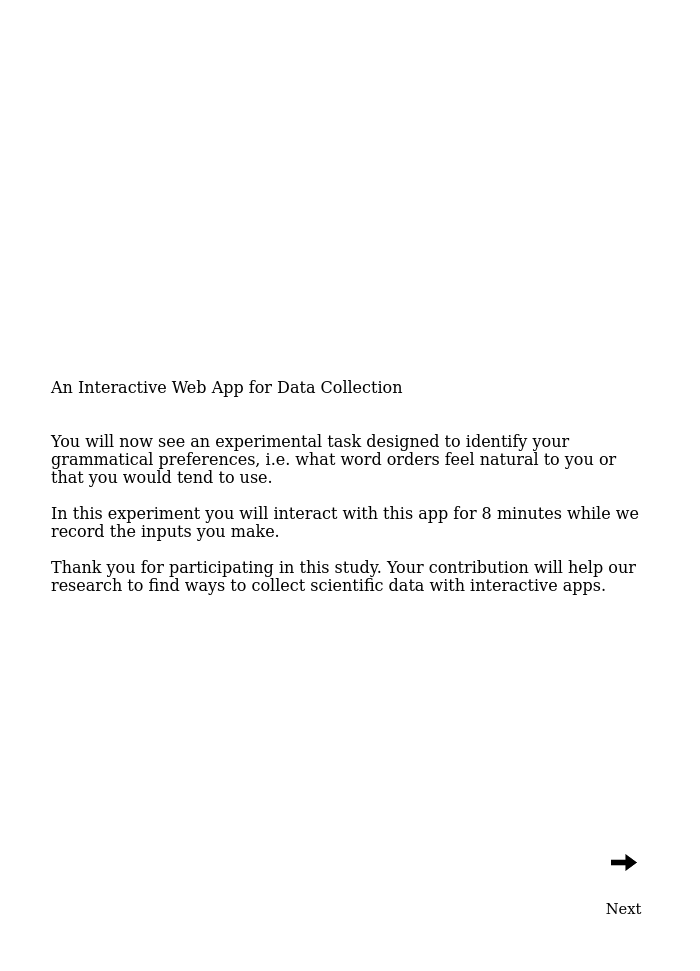 An Interactive Web App for Data Collection
You will now see an experimental task designed to identify your
grammatical preferences, i.e. what word orders feel natural to you or
that you would tend to use.
In this experiment you will interact with this app for 8 minutes while we
record the inputs you make.
Thank you for participating in this study. Your contribution will help our
research to find ways to collect scientific data with interactive apps.
Next